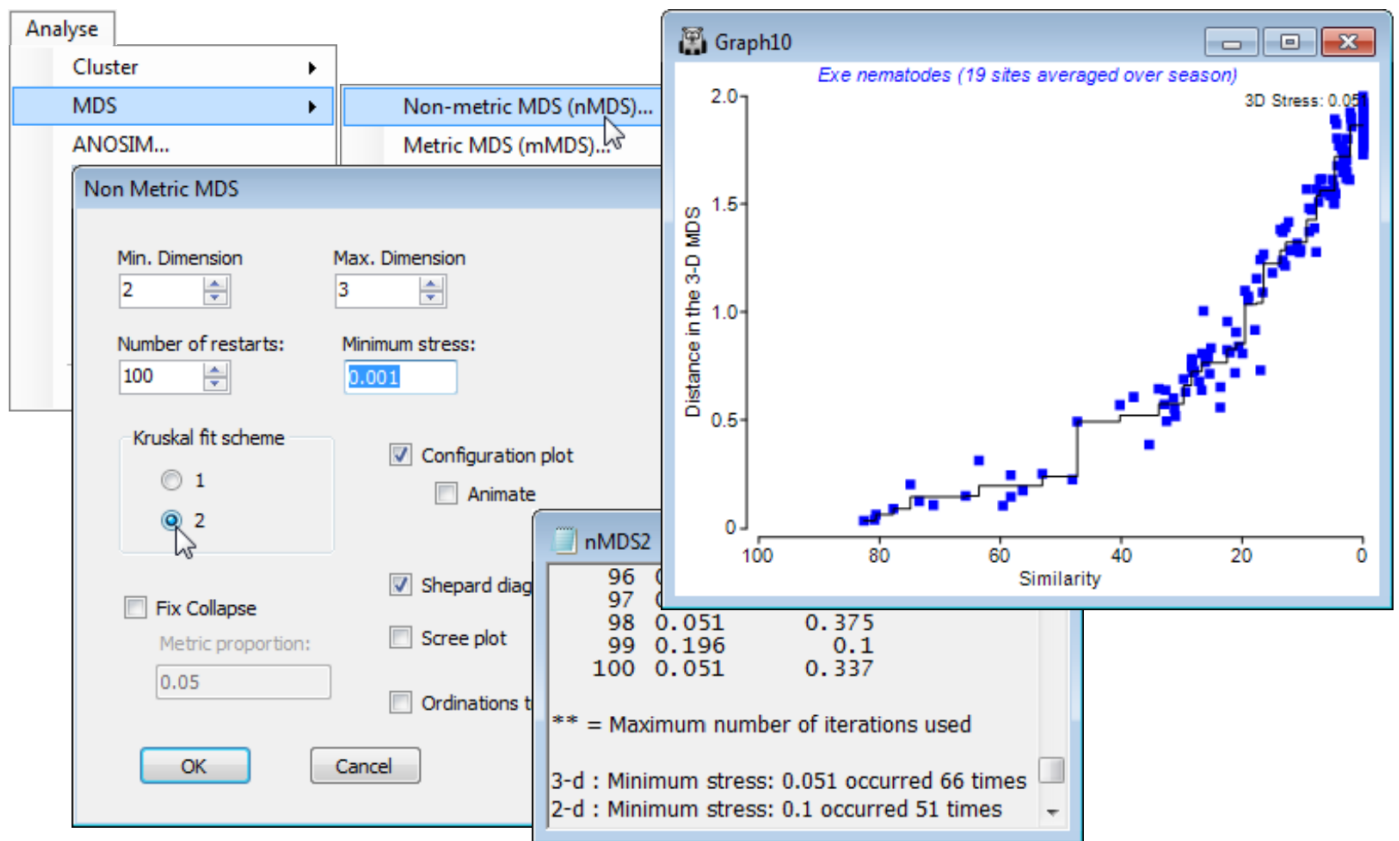 Analyse
Cluster
MDS
ANOSIM...
Non-metric MDS (nMDS)...
Metric MDS (mMDS)...
Non Metric MDS
Min. Dimension
Max. Dimension
2
3
Number of restarts:
Minimum stress:
100
0.001
Kruskal fit scheme
1
2
Configuration plot
Animate
Fix Collapse
Metric proportion:
0.05
Shepard diag
Scree plot
Ordinations t
OK
Cancel
nMDS2
96 0
97 0
98 0.051 0.375
99 0.196 0.1
100 0.051 0.337
** = Maximum number of iterations used
3-d : Minimum stress: 0.051 occurred 66 times
2-d : Minimum stress: 0.1 occurred 51 times
Graph10
Exe nematodes (19 sites averaged over season)
3D Stress: 0.051
Distance in the 3-D MDS
2.0
1.5
1.0
0.5
0
100 80 60 40 20 0
Similarity